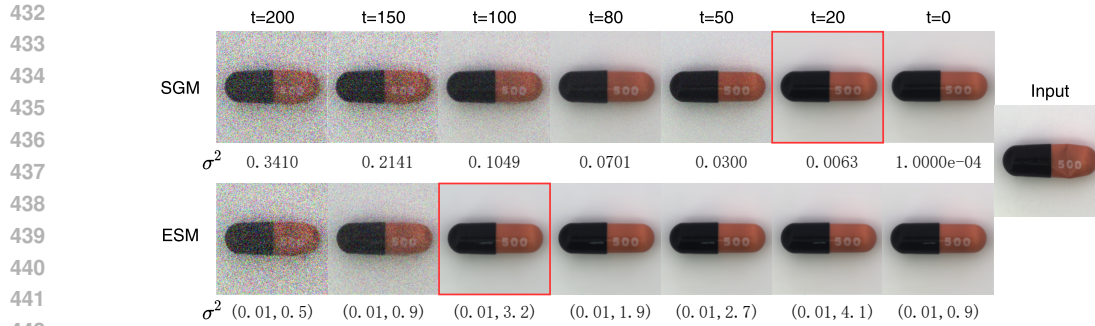 432
433
434
435
436
437
438
439
440
441
t=200 t=150 t=100 t=80 t=50 t=20 t=0
SGM
500 500 500 500 500 500 500
Input
500
σ² 0.3410 0.2141 0.1049 0.0701 0.0300 0.0063 1.0000e-04
ESM
500 500 500 500 500 500 500
σ² (0.01,0.5) (0.01,0.9) (0.01,3.2) (0.01,1.9) (0.01,2.7) (0.01,4.1) (0.01,0.9)